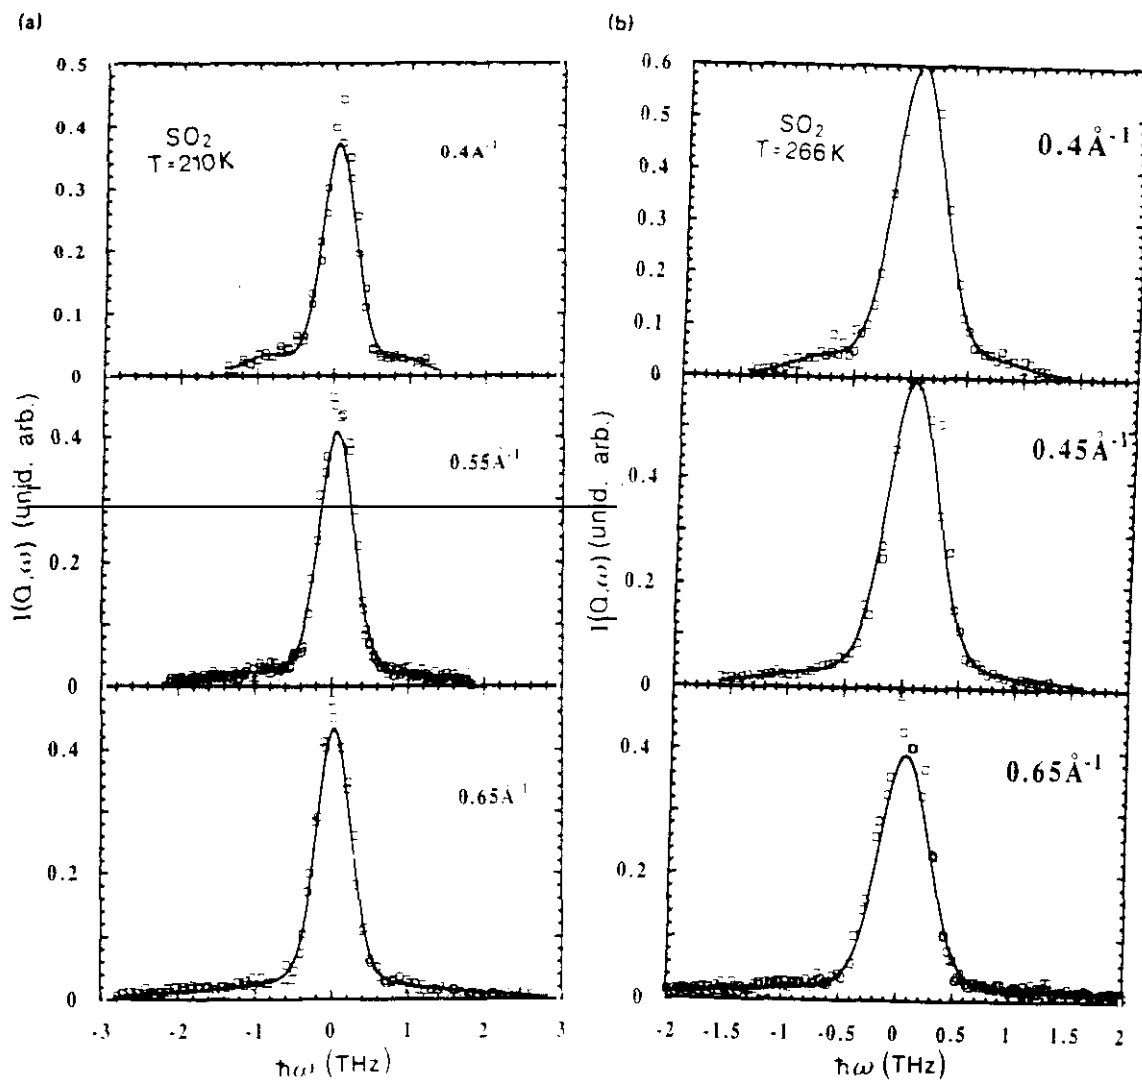 (a)
0.5
0.4
0.3
0.2
0.1
0
SO2
T=210K
0.4A-1
0.4
0.2
0
0.55Å-1
0.4
0.2
0
0.65Å-1
I(Q,ω) (unid. arb.)
-3 -2 -1 0 1 2 3
ħω (THz)
(b)
0.6
0.5
0.4
0.3
0.2
0.1
0
SO2
T=266K
0.4Å-1
0.4
0.2
0
0.45Å-1
0.4
0.2
0
0.65Å-1
I(Q,ω) (unid. arb.)
-2 -1.5 -1 -0.5 0 0.5 1 1.5 2
ħω (THz)